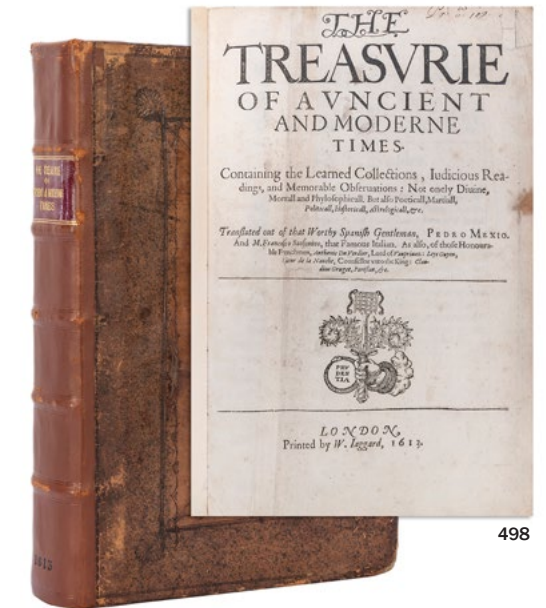 THE
TREASVRIE
OF AVNCIENT
AND MODERNE
TIMES.
Containing the Learned Collections, Iudicious Rea-
dings, and Memorable Obseruations: Not onely Diuine,
Morall and Phylosophicall. But also Poeticall, Martiall,
Politicall, Historicall, Astrologicall, &c.
Translated out of that Worthy Spanish Gentleman, PEDRO MEXIO.
And M. Francesco Sansouino, that Famous Italian. As also, of those Honoura-
ble Frenchmen, Anthonie Du Verdier, Lord of Vauprivaz: Loys Guyon,
Sieur de la Nauche, Counsellor vnto the King: Clau-
dius Gruget, Parisian, &c.
PRV
DEN
TIA
LONDON,
Printed by W. Iaggard, 1613.
498
TREAS
MODERN
TIMES
1613